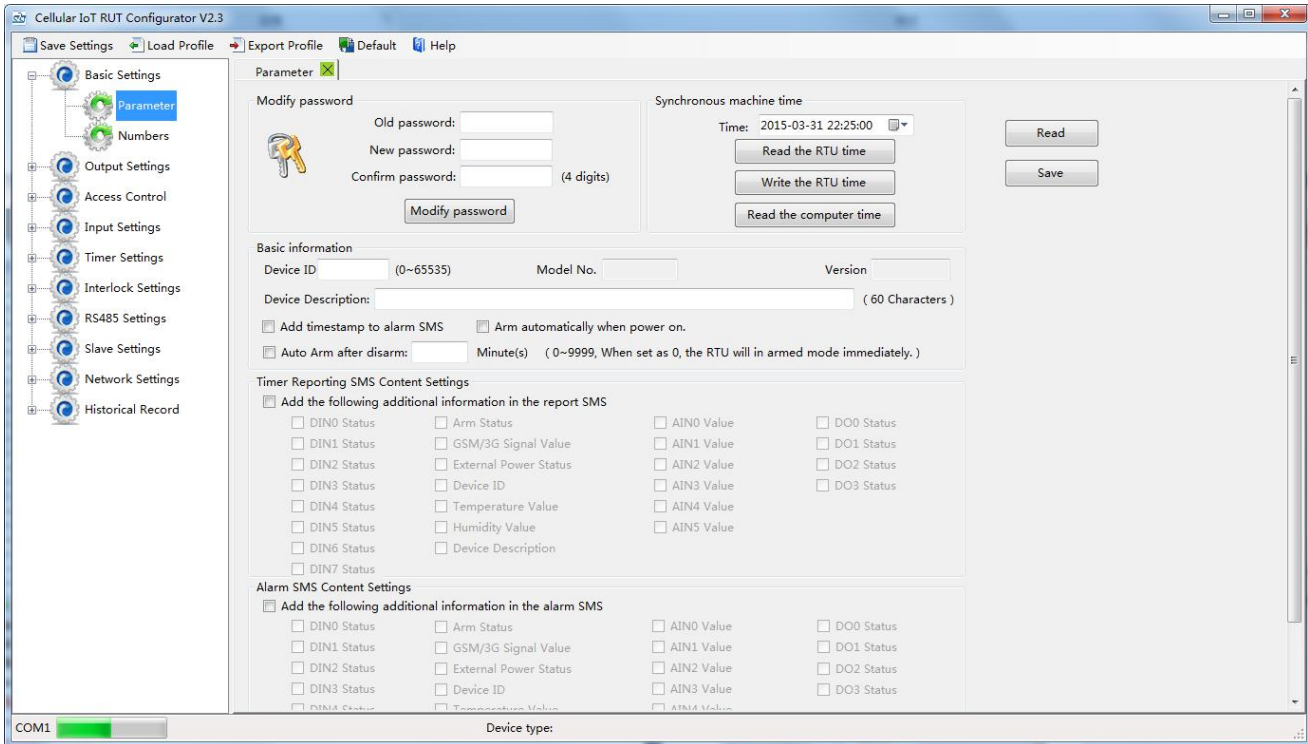 Cellular IoT RUT Configurator V2.3
Save Settings Load Profile Export Profile Default Help
Basic Settings
Parameter
Numbers
Output Settings
Access Control
Input Settings
Timer Settings
Interlock Settings
RS485 Settings
Slave Settings
Network Settings
Historical Record
Parameter
Modify password
Old password:
New password:
Confirm password: (4 digits)
Modify password
Synchronous machine time
Time: 2015-03-31 22:25:00
Read the RTU time
Write the RTU time
Read the computer time
Read
Save
Basic information
Device ID (0~65535) Model No. Version
Device Description: ( 60 Characters )
Add timestamp to alarm SMS Arm automatically when power on.
Auto Arm after disarm: Minute(s) ( 0~9999, When set as 0, the RTU will in armed mode immediately. )
Timer Reporting SMS Content Settings
Add the following additional information in the report SMS
DIN0 Status Arm Status AIN0 Value DO0 Status
DIN1 Status GSM/3G Signal Value AIN1 Value DO1 Status
DIN2 Status External Power Status AIN2 Value DO2 Status
DIN3 Status Device ID AIN3 Value DO3 Status
DIN4 Status Temperature Value AIN4 Value
DIN5 Status Humidity Value AIN5 Value
DIN6 Status Device Description
DIN7 Status
Alarm SMS Content Settings
Add the following additional information in the alarm SMS
DIN0 Status Arm Status AIN0 Value DO0 Status
DIN1 Status GSM/3G Signal Value AIN1 Value DO1 Status
DIN2 Status External Power Status AIN2 Value DO2 Status
DIN3 Status Device ID AIN3 Value DO3 Status
DIN4 Status Temperature Value AIN4 Value
COM1 Device type: